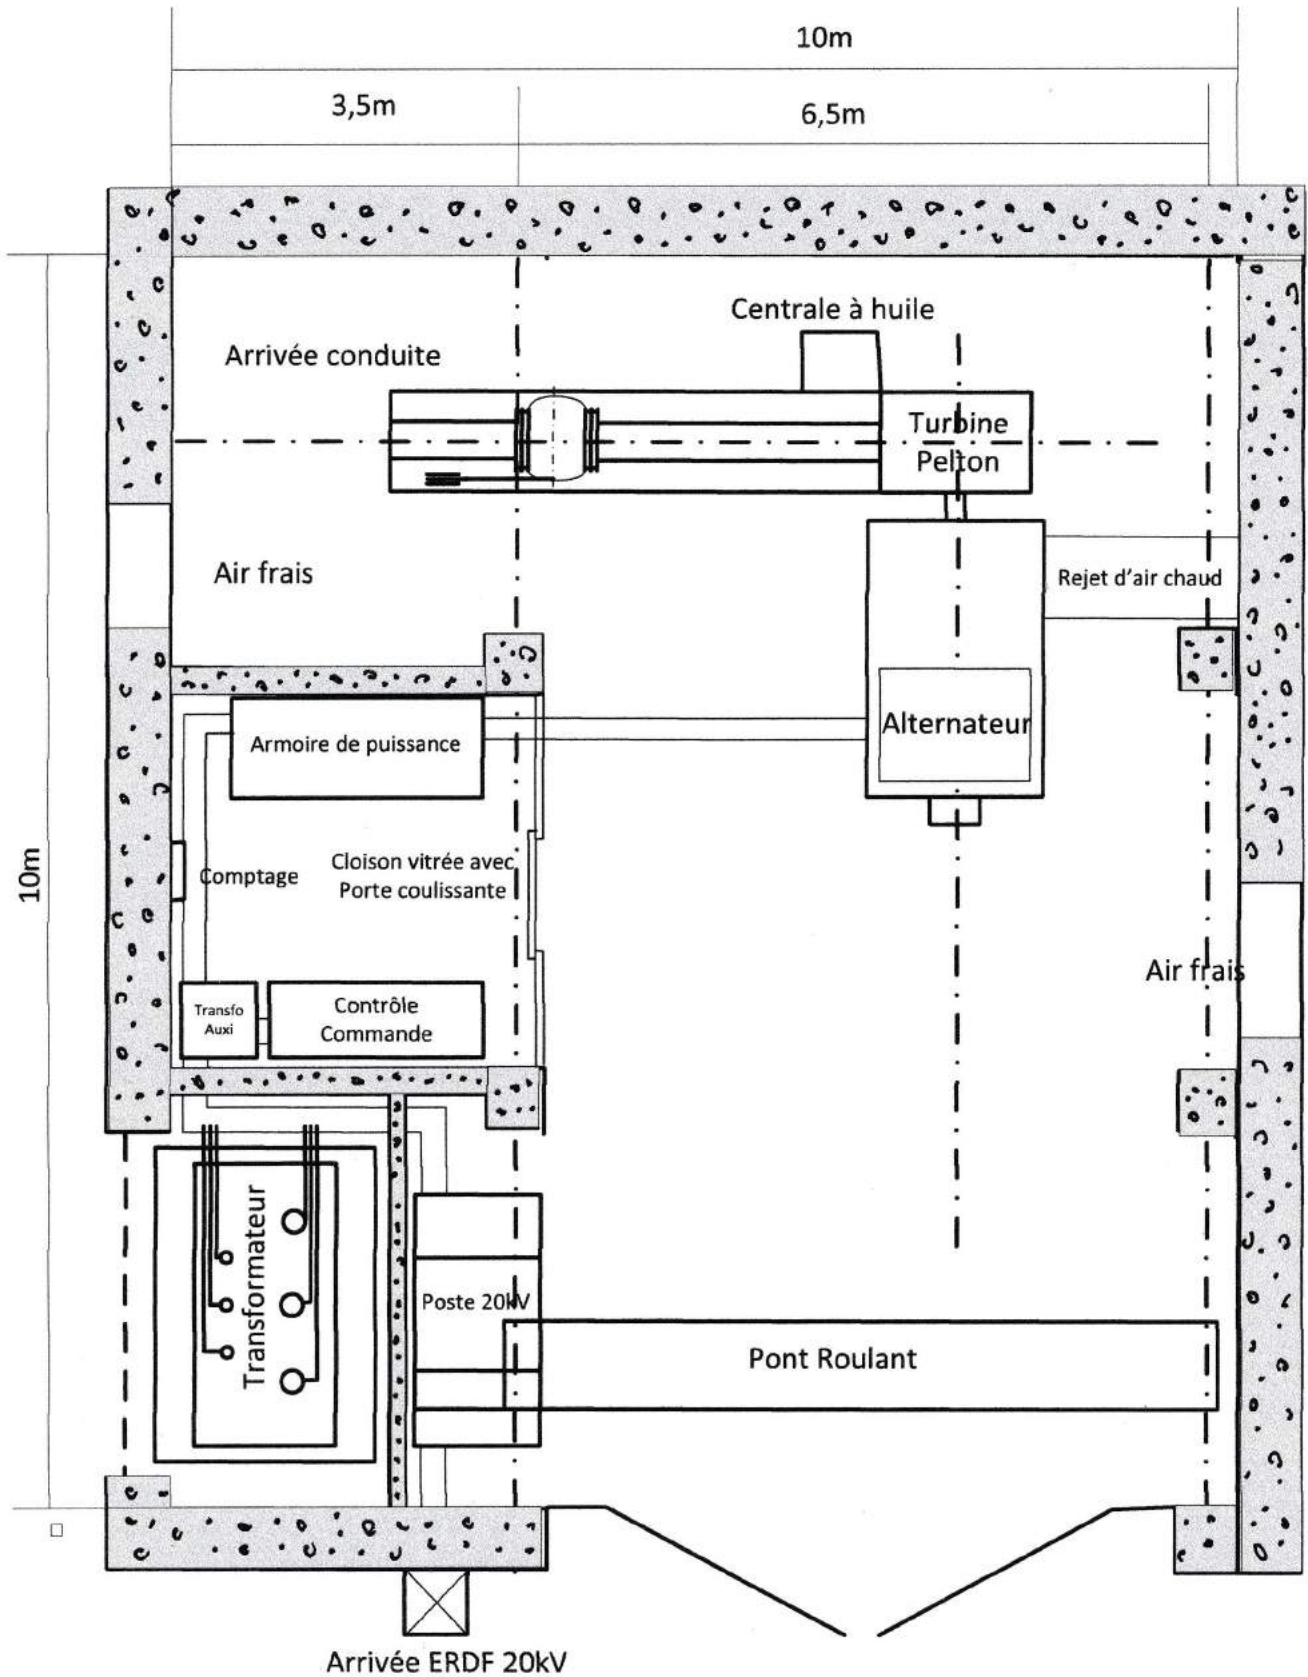 10m
3,5m
6,5m
Centrale à huile
Arrivée conduite
Turbine
Pelton
Air frais
Rejet d'air chaud
Alternateur
Armoire de puissance
10m
Comptage
Cloison vitrée avec
Porte coulissante
Air frais
Transfo
Auxi
Contrôle
Commande
Transformateur
Poste 20kV
Pont Roulant
Arrivée ERDF 20kV